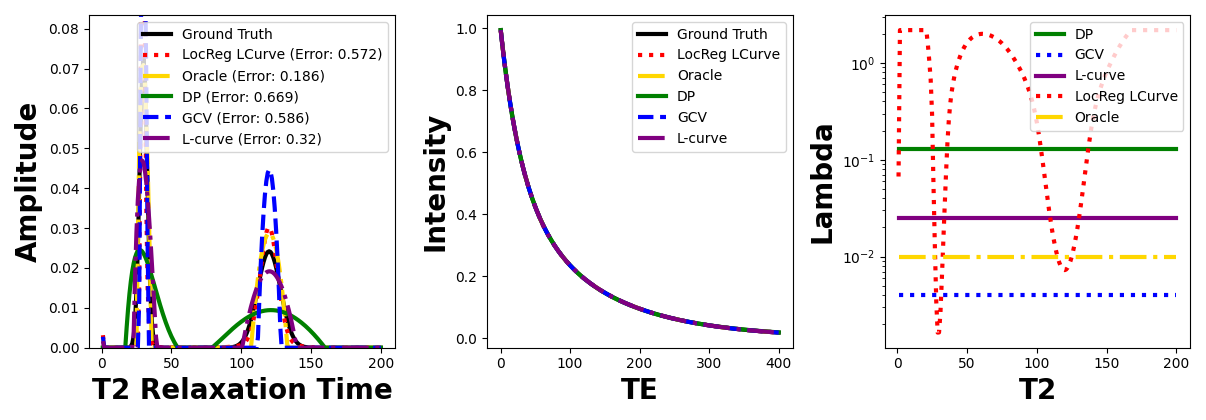 Amplitude
0.08
0.07
0.06
0.05
0.04
0.03
0.02
0.01
0.00
Ground Truth
LocReg LCurve (Error: 0.572)
Oracle (Error: 0.186)
DP (Error: 0.669)
GCV (Error: 0.586)
L-curve (Error: 0.32)
0 50 100 150 200
T2 Relaxation Time
Intensity
1.0
0.8
0.6
0.4
0.2
0.0
Ground Truth
LocReg LCurve
Oracle
DP
GCV
L-curve
0 100 200 300 400
TE
Lambda
10⁰
10⁻¹
10⁻²
DP
GCV
L-curve
LocReg LCurve
Oracle
0 50 100 150 200
T2